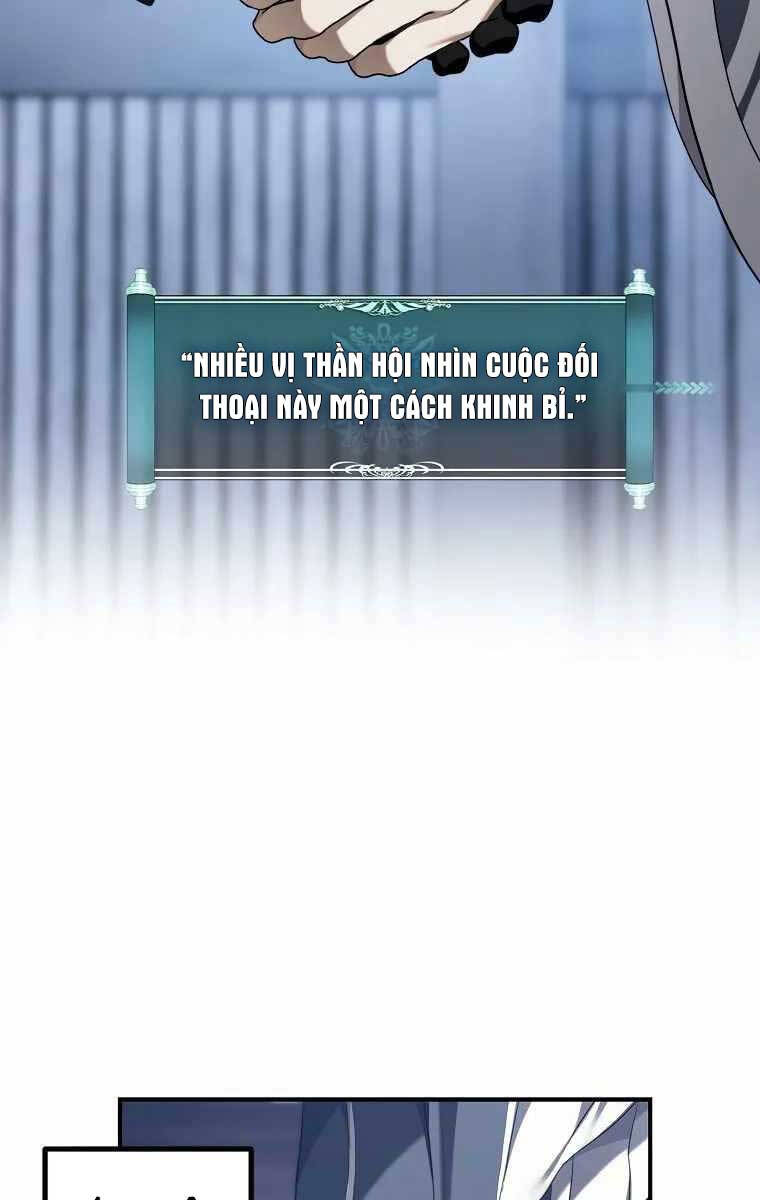 “NHIỀU VỊ THẦN HỘI NHÌN CUỘC ĐỐI
THOẠI NÀY MỘT CÁCH KHINH BỈ.”